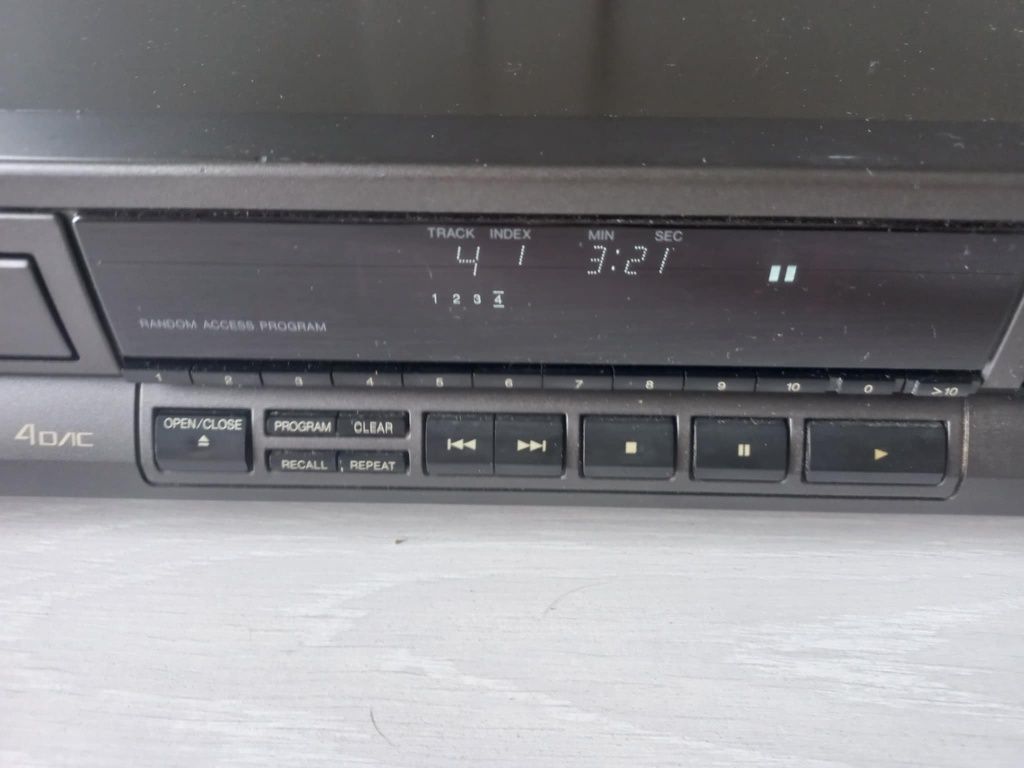 TRACK INDEX MIN SEC
4 1 3:21
1 2 3 4
RANDOM ACCESS PROGRAM
1 2 3 4 5 6 7 8 9 10 0 >10
4DAC
OPEN/CLOSE
PROGRAM CLEAR
RECALL REPEAT